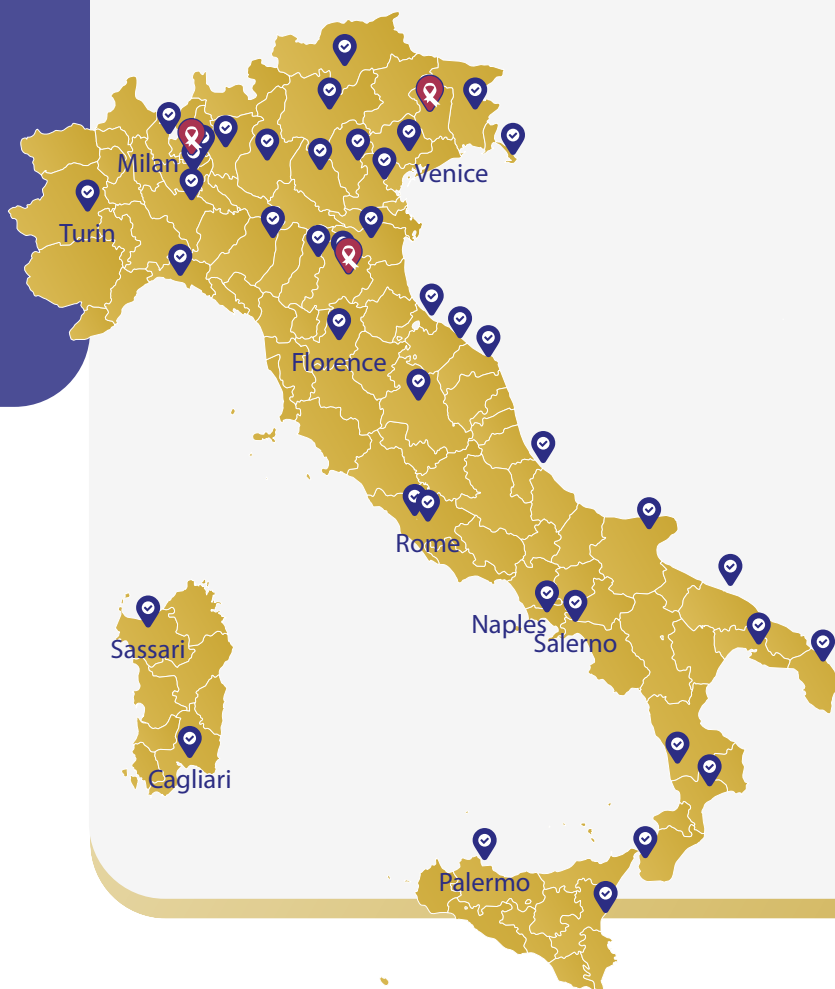 Milan
Venice
Turin
Florence
Rome
Naples
Salerno
Sassari
Cagliari
Palermo